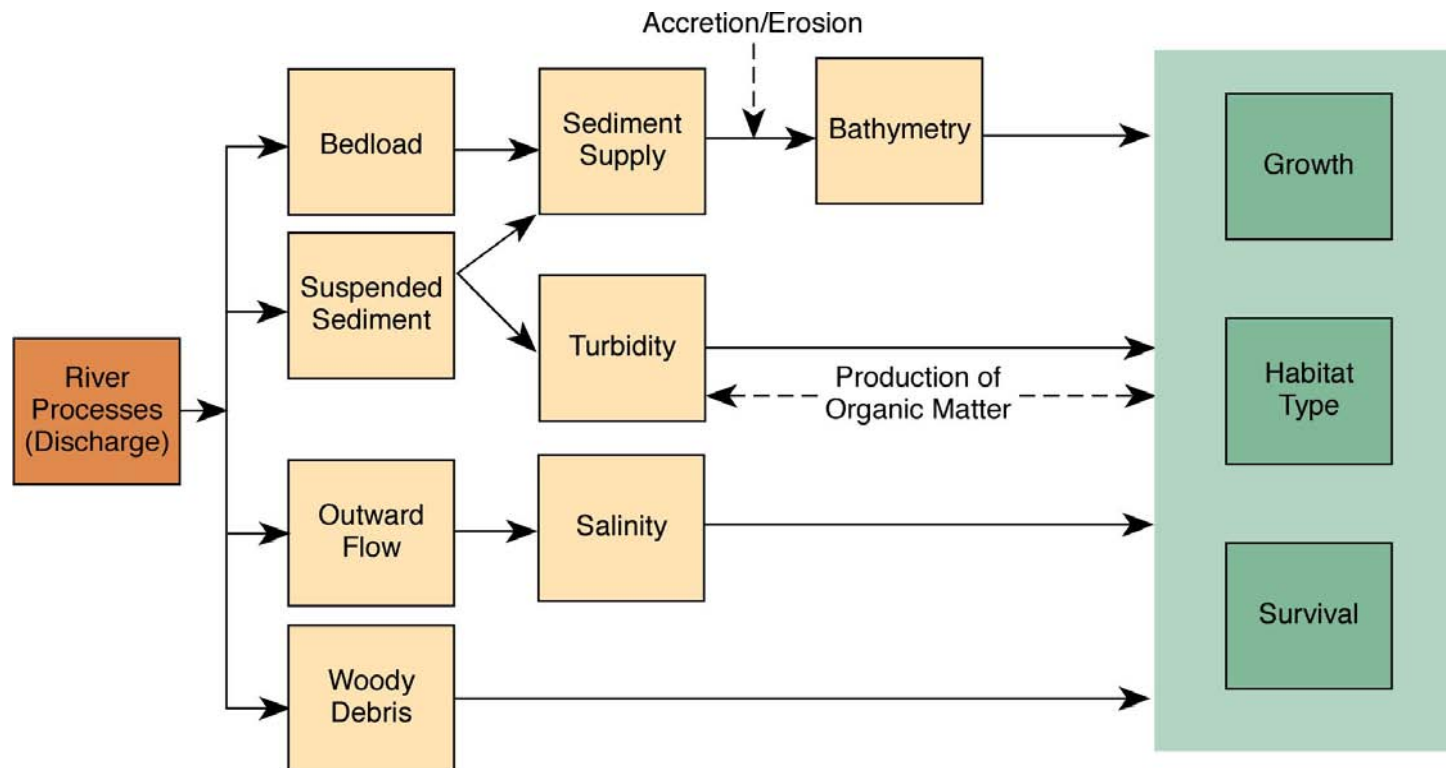 Accretion/Erosion
Bedload
Sediment
Supply
Bathymetry
Growth
Suspended
Sediment
Turbidity
River
Processes
(Discharge)
Production of
Organic Matter
Habitat
Type
Outward
Flow
Salinity
Survival
Woody
Debris